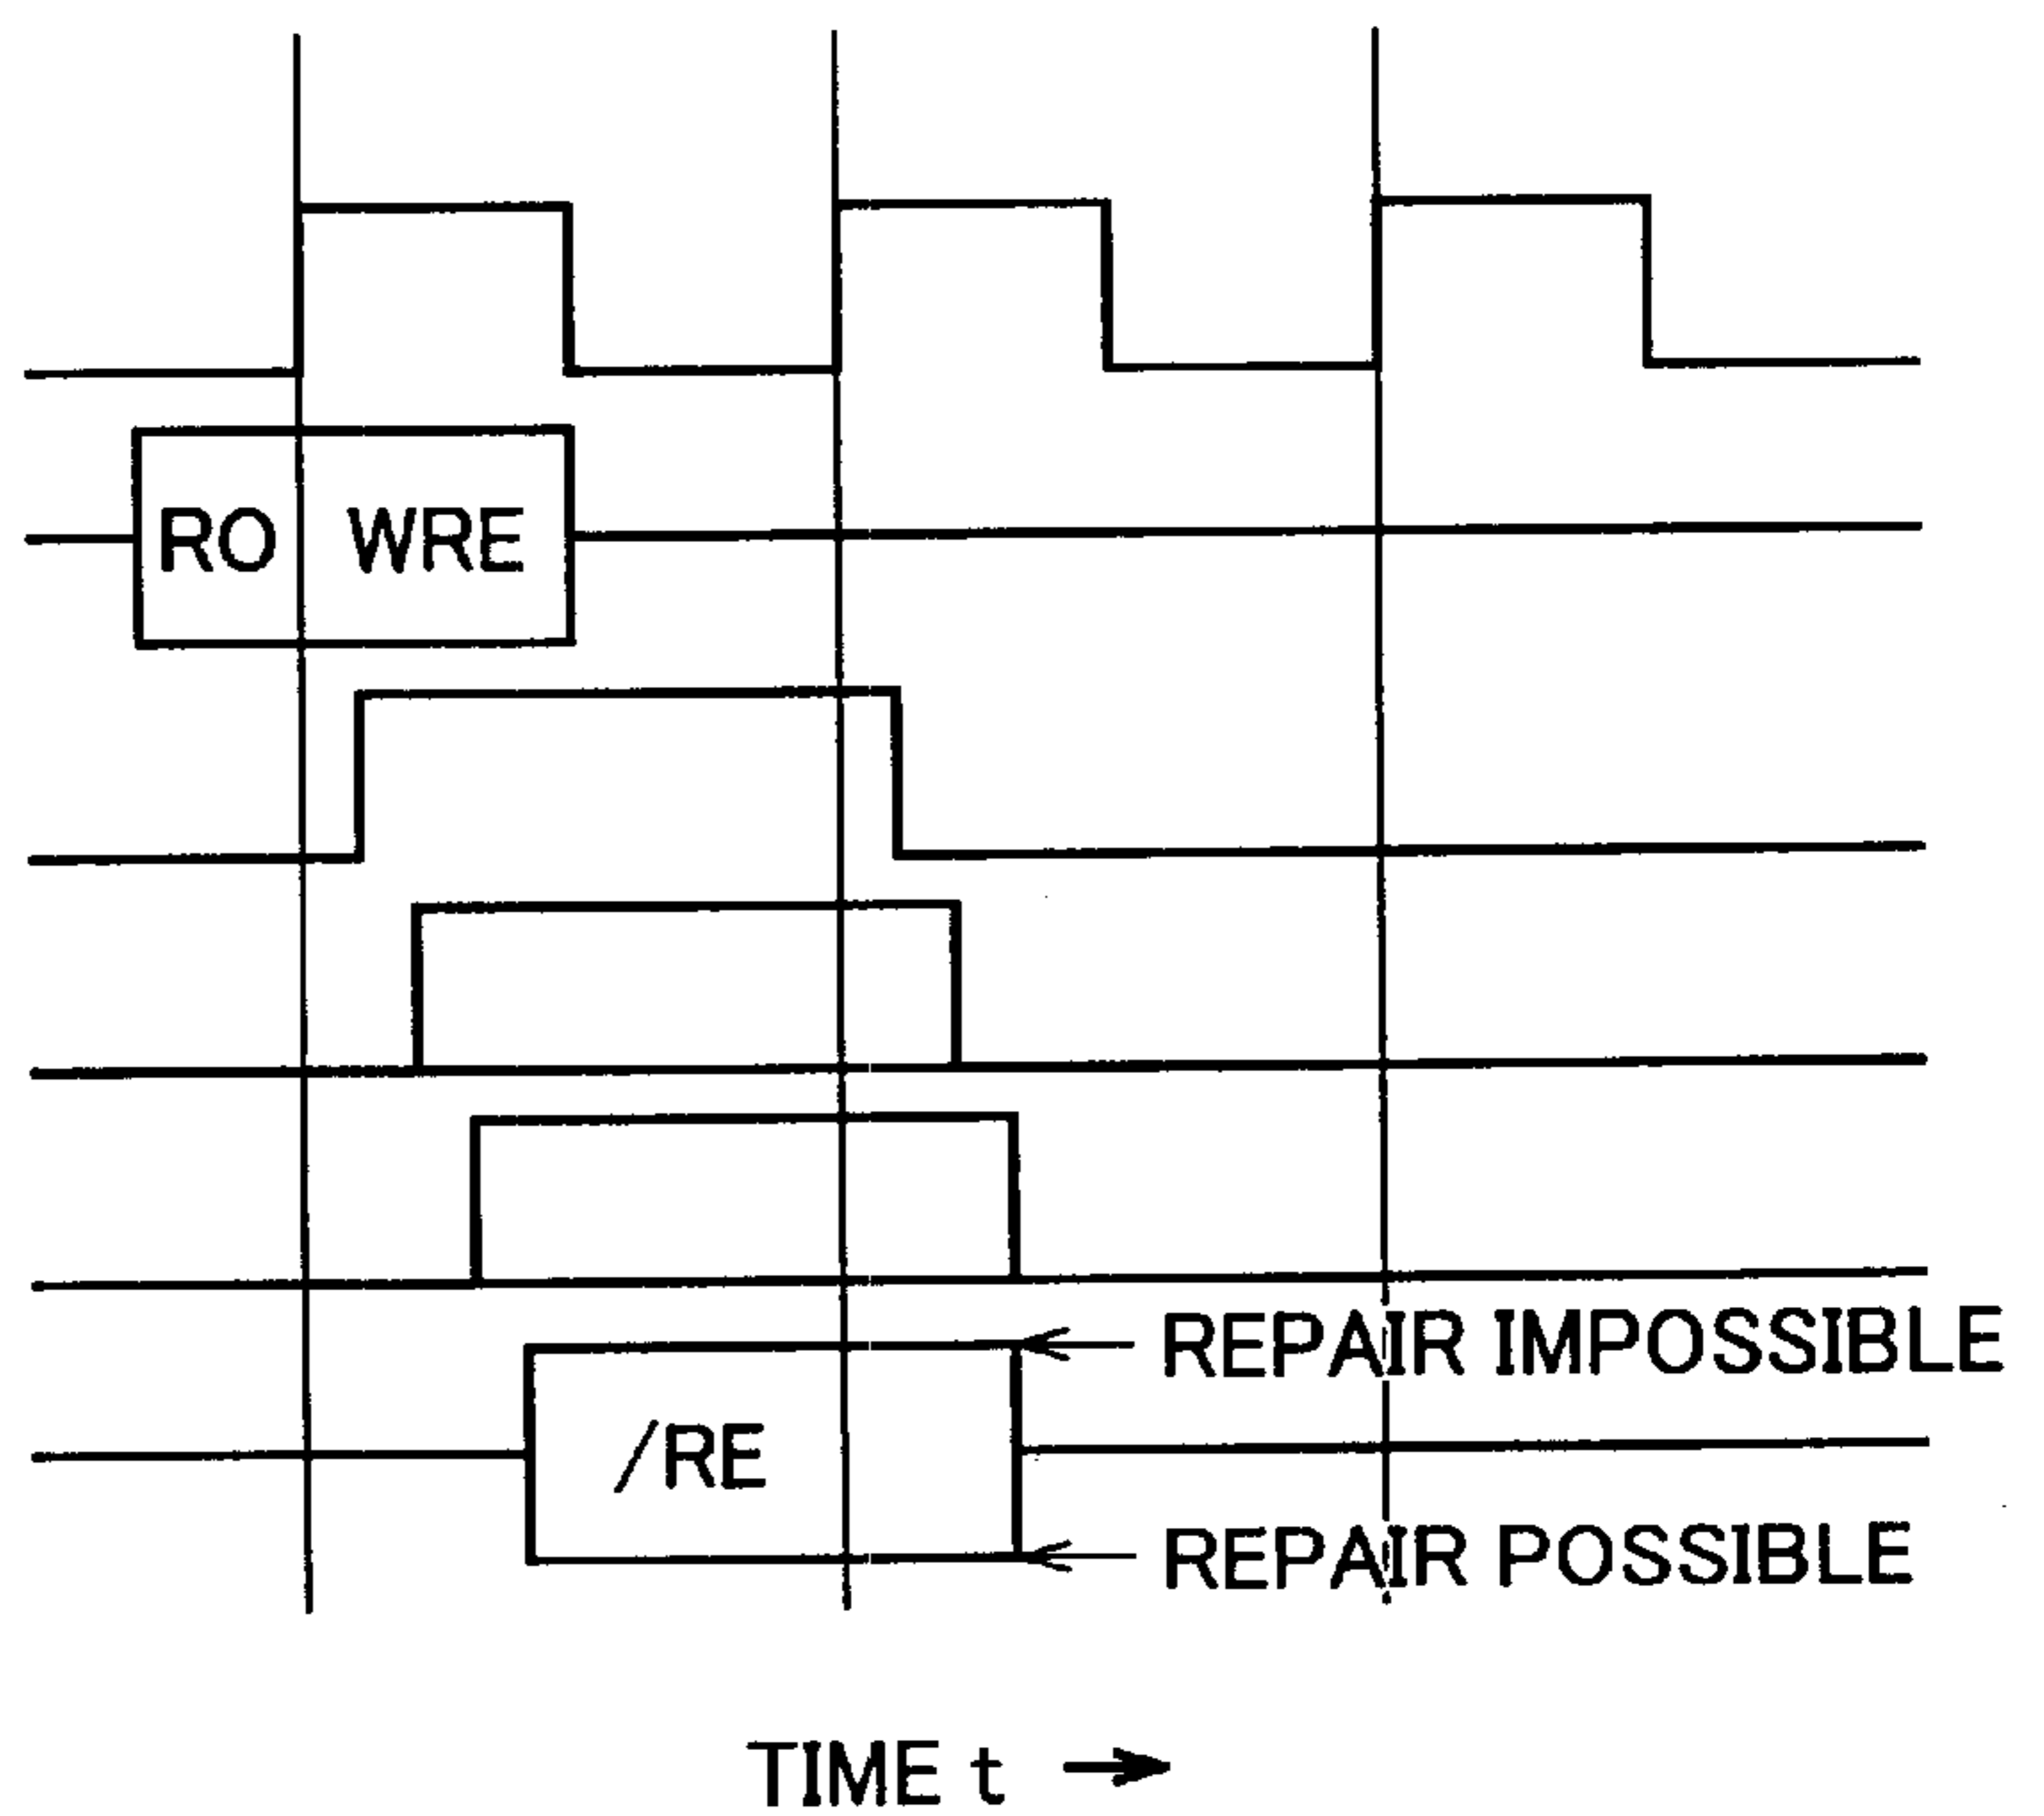 RO WRE
REPAIR IMPOSSIBLE
/RE
REPAIR POSSIBLE
TIME t →